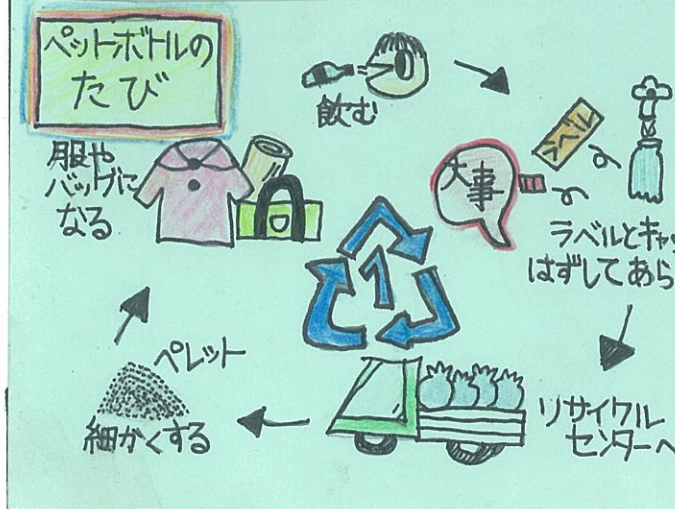 ペットボトルの
たび
飲む
ラベル
大事
ラベルとキャッ
はずしてあら
リサイクル
センターへ
1
ペレット
細かくする
服や
バッグに
なる